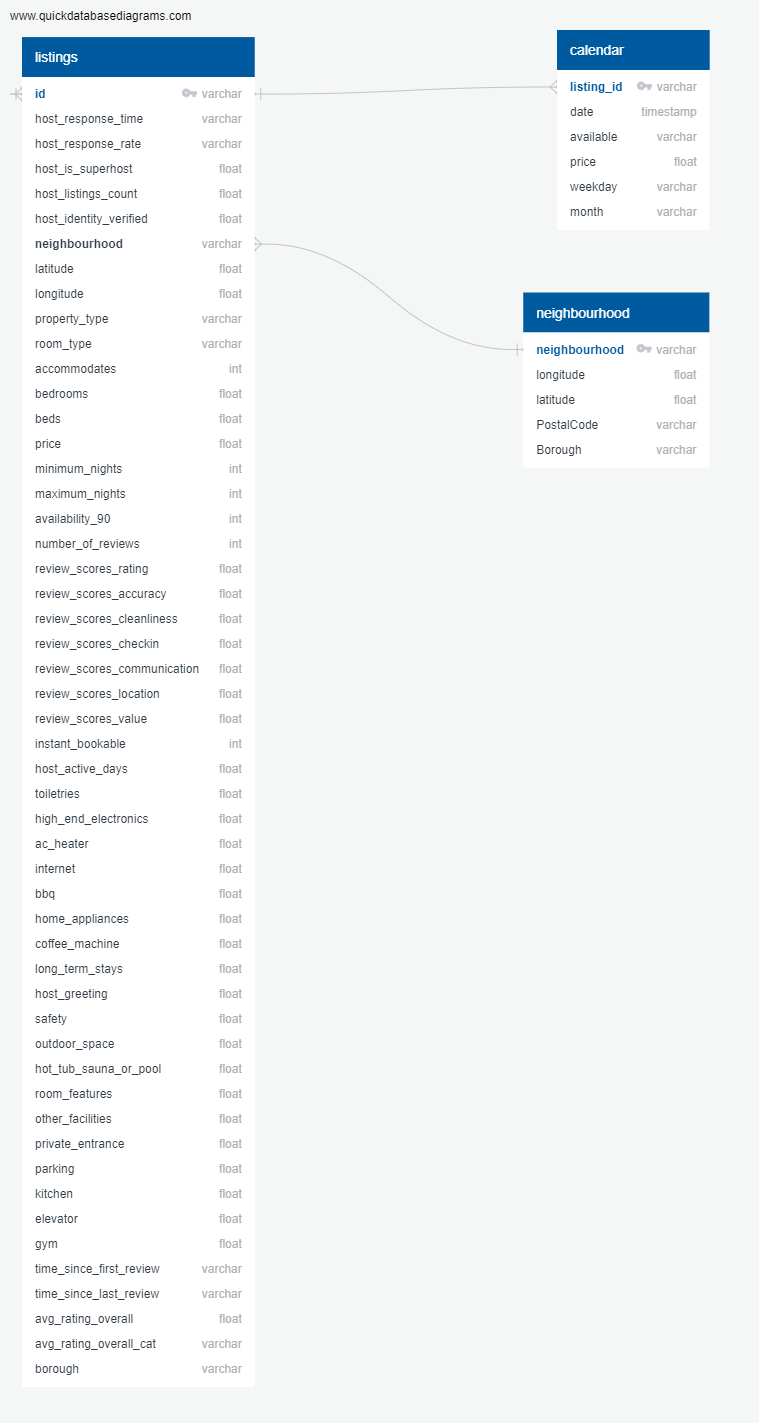 www.quickdatabasediagrams.com
listings
id varchar
host_response_time varchar
host_response_rate varchar
host_is_superhost float
host_listings_count float
host_identity_verified float
neighbourhood varchar
latitude float
longitude float
property_type varchar
room_type varchar
accommodates int
bedrooms float
beds float
price float
minimum_nights int
maximum_nights int
availability_90 int
number_of_reviews int
review_scores_rating float
review_scores_accuracy float
review_scores_cleanliness float
review_scores_checkin float
review_scores_communication float
review_scores_location float
review_scores_value float
instant_bookable int
host_active_days float
toiletries float
high_end_electronics float
ac_heater float
internet float
bbq float
home_appliances float
coffee_machine float
long_term_stays float
host_greeting float
safety float
outdoor_space float
hot_tub_sauna_or_pool float
room_features float
other_facilities float
private_entrance float
parking float
kitchen float
elevator float
gym float
time_since_first_review varchar
time_since_last_review varchar
avg_rating_overall float
avg_rating_overall_cat varchar
borough varchar
calendar
listing_id varchar
date timestamp
available varchar
price float
weekday varchar
month varchar
neighbourhood
neighbourhood varchar
longitude float
latitude float
PostalCode varchar
Borough varchar